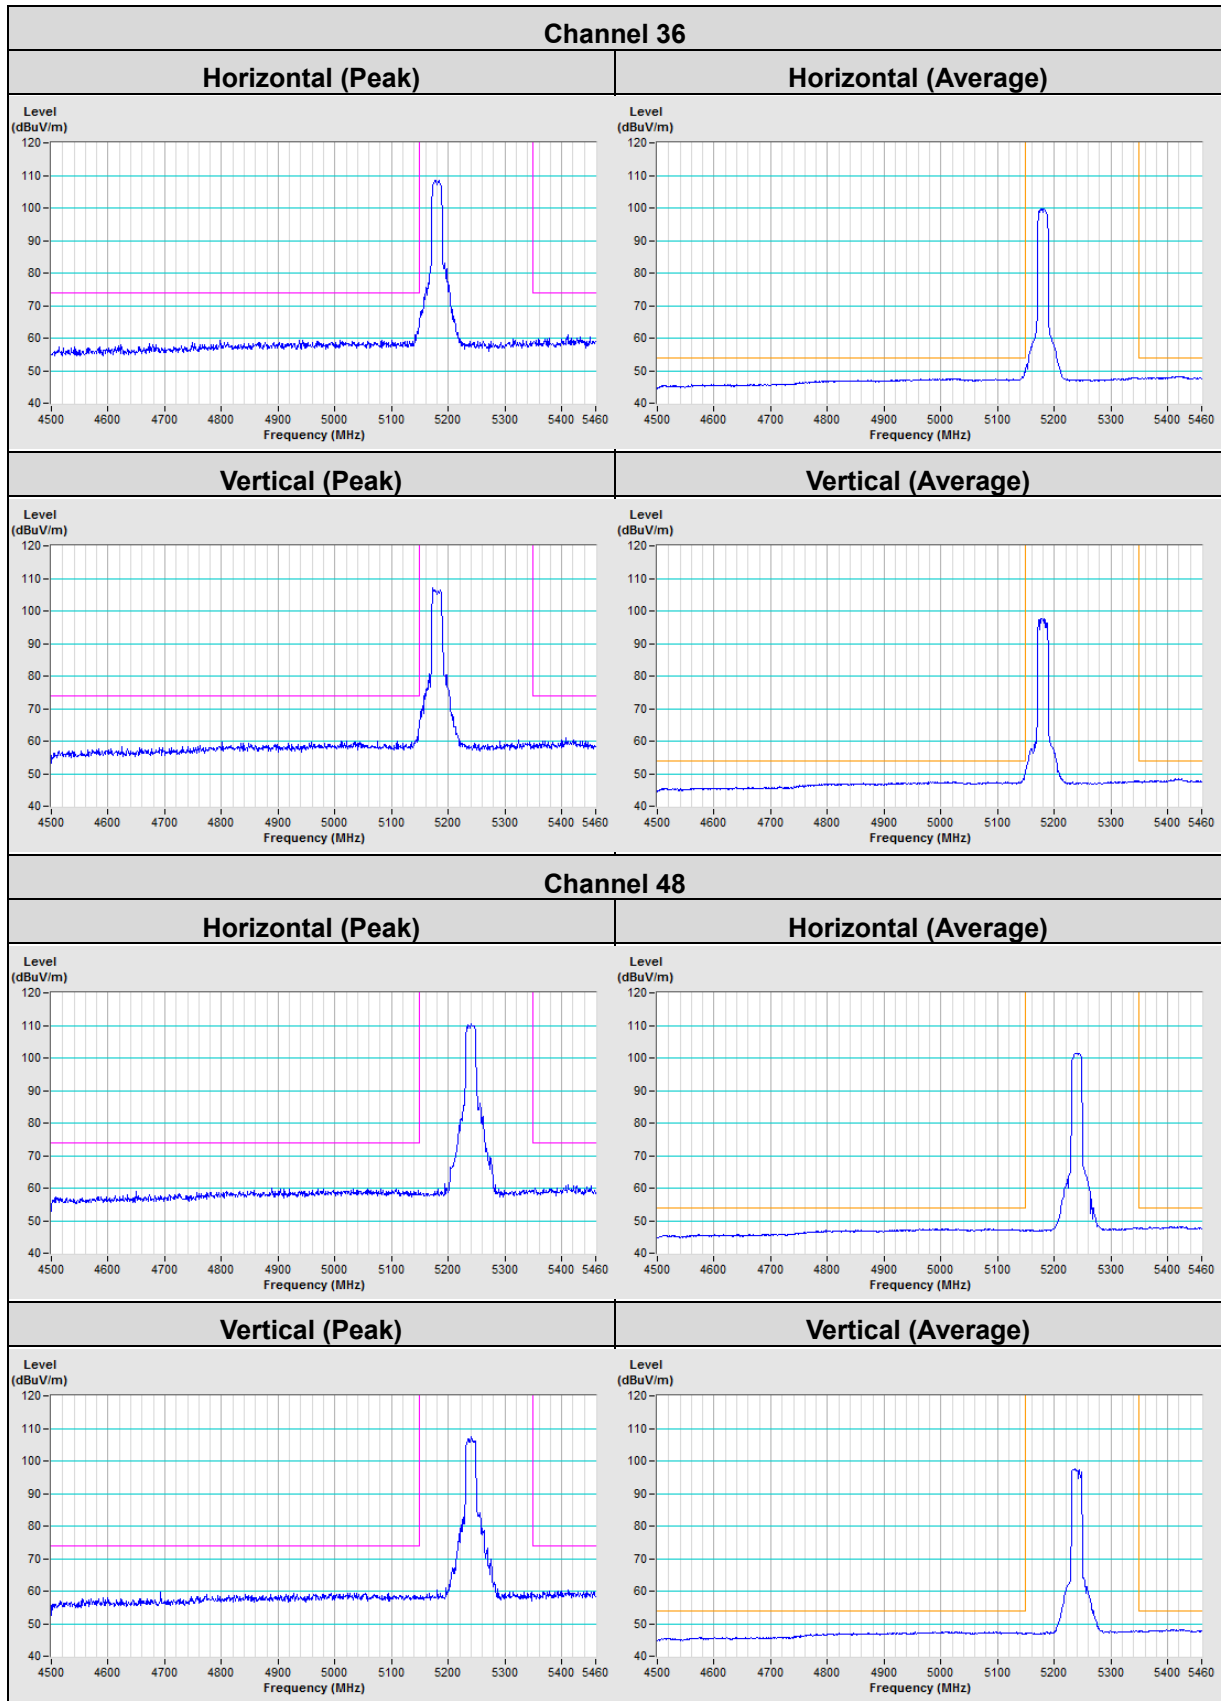 Channel 36
Horizontal (Peak) Horizontal (Average)
Level Level
(dBuV/m) (dBuV/m)
120 120
110 110
100 100
90 90
80 80
70 70
60 60
50 50
40 40
4500 4600 4700 4800 4900 5000 5100 5200 5300 5400 5460 4500 4600 4700 4800 4900 5000 5100 5200 5300 5400 5460
Frequency (MHz) Frequency (MHz)
Vertical (Peak) Vertical (Average)
Level Level
(dBuV/m) (dBuV/m)
120 120
110 110
100 100
90 90
80 80
70 70
60 60
50 50
40 40
4500 4600 4700 4800 4900 5000 5100 5200 5300 5400 5460 4500 4600 4700 4800 4900 5000 5100 5200 5300 5400 5460
Frequency (MHz) Frequency (MHz)
Channel 48
Horizontal (Peak) Horizontal (Average)
Level Level
(dBuV/m) (dBuV/m)
120 120
110 110
100 100
90 90
80 80
70 70
60 60
50 50
40 40
4500 4600 4700 4800 4900 5000 5100 5200 5300 5400 5460 4500 4600 4700 4800 4900 5000 5100 5200 5300 5400 5460
Frequency (MHz) Frequency (MHz)
Vertical (Peak) Vertical (Average)
Level Level
(dBuV/m) (dBuV/m)
120 120
110 110
100 100
90 90
80 80
70 70
60 60
50 50
40 40
4500 4600 4700 4800 4900 5000 5100 5200 5300 5400 5460 4500 4600 4700 4800 4900 5000 5100 5200 5300 5400 5460
Frequency (MHz) Frequency (MHz)